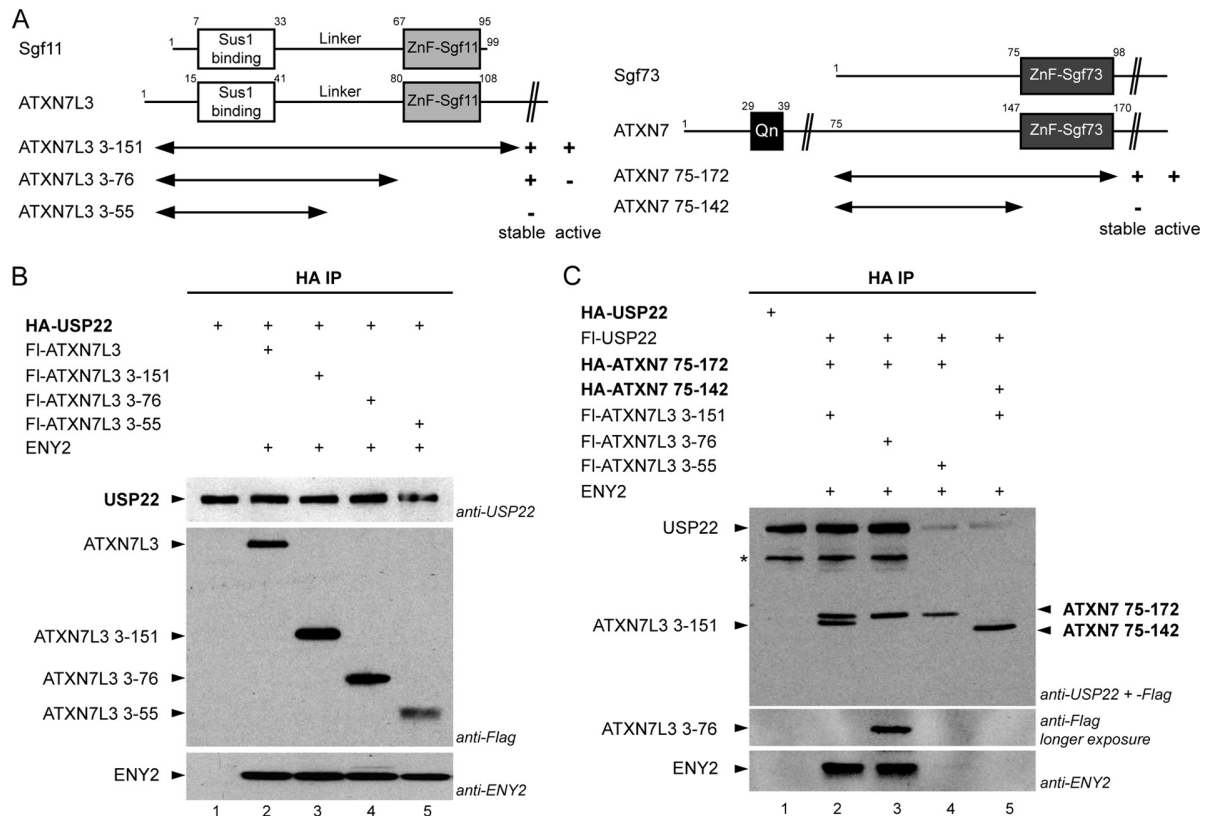 A
7 33 67 95
Sgf11 1 Sus1 binding Linker ZnF-Sgf11 99
15 41 80 108
ATXN7L3 1 Sus1 binding Linker ZnF-Sgf11
ATXN7L3 3-151 + +
ATXN7L3 3-76 + -
ATXN7L3 3-55 -
stable active
75 98
Sgf73 1 ZnF-Sgf73
29 39 147 170
ATXN7 1 Qn 75 ZnF-Sgf73
ATXN7 75-172 + +
ATXN7 75-142 -
stable active
B
HA IP
HA-USP22 + + + + +
Fl-ATXN7L3 +
Fl-ATXN7L3 3-151 +
Fl-ATXN7L3 3-76 +
Fl-ATXN7L3 3-55 +
ENY2 + + + +
USP22
anti-USP22
ATXN7L3
ATXN7L3 3-151
ATXN7L3 3-76
ATXN7L3 3-55
anti-Flag
ENY2
anti-ENY2
1 2 3 4 5
C
HA IP
HA-USP22 +
Fl-USP22 + + + +
HA-ATXN7 75-172 + + +
HA-ATXN7 75-142 +
Fl-ATXN7L3 3-151 + +
Fl-ATXN7L3 3-76 +
Fl-ATXN7L3 3-55 +
ENY2 + + + +
USP22
*
ATXN7 75-172
ATXN7L3 3-151
ATXN7 75-142
anti-USP22 + -Flag
ATXN7L3 3-76
anti-Flag
longer exposure
ENY2
anti-ENY2
1 2 3 4 5